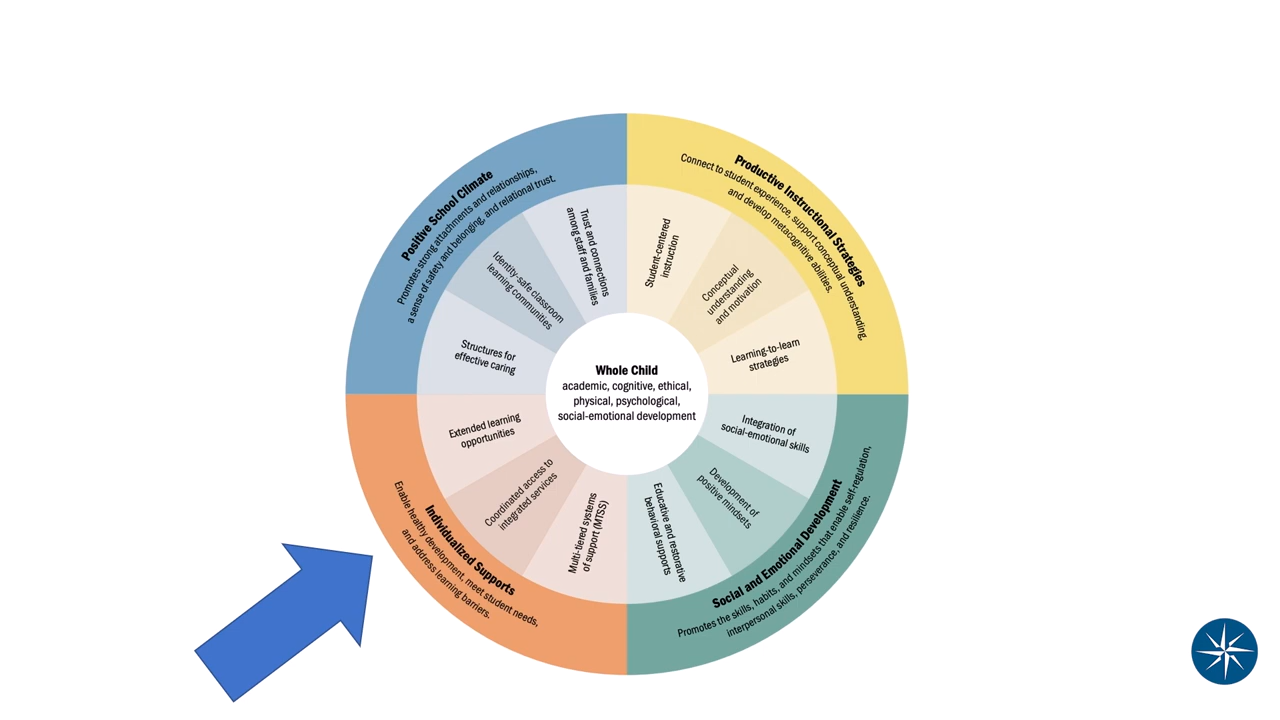 Positive School Climate
Promotes strong attachments and relationships,
a sense of safety and belonging, and relational trust.
Productive Instructional Strategies
Connect to student experience, support conceptual understanding,
and develop metacognitive abilities.
Trust and connections
among staff and families
Identity-safe classroom
learning communities
Structures for
effective caring
Student-centered
instruction
Conceptual
understanding
and motivation
Learning-to-learn
strategies
Whole Child
academic, cognitive, ethical,
physical, psychological,
social-emotional development
Extended learning
opportunities
Coordinated access to
integrated services
Multi-tiered systems
of support (MTSS)
Integration of
social-emotional skills
Development of
positive mindsets
Educative and restorative
behavioral supports
Individualized Supports
Enable healthy development, meet student needs,
and address learning barriers.
Social and Emotional Development
Promotes the skills, habits, and mindsets that enable self-regulation,
interpersonal skills, perseverance, and resilience.